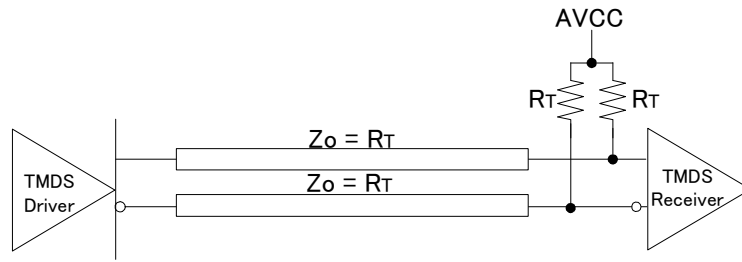 AVCC
RT
RT
Zo = RT
Zo = RT
TMDS
Driver
TMDS
Receiver